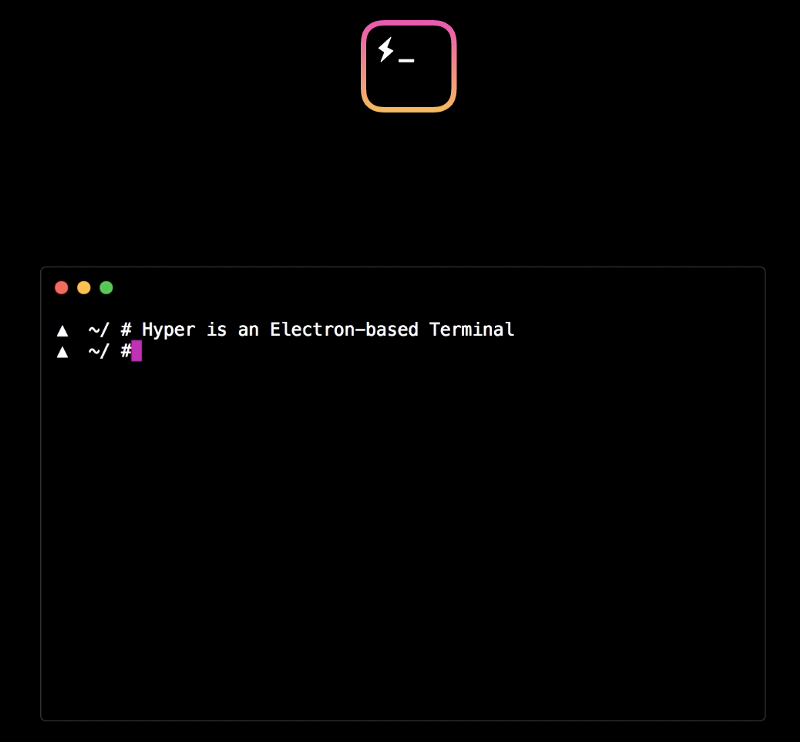 ▲ ~/ # Hyper is an Electron-based Terminal
▲ ~/ #